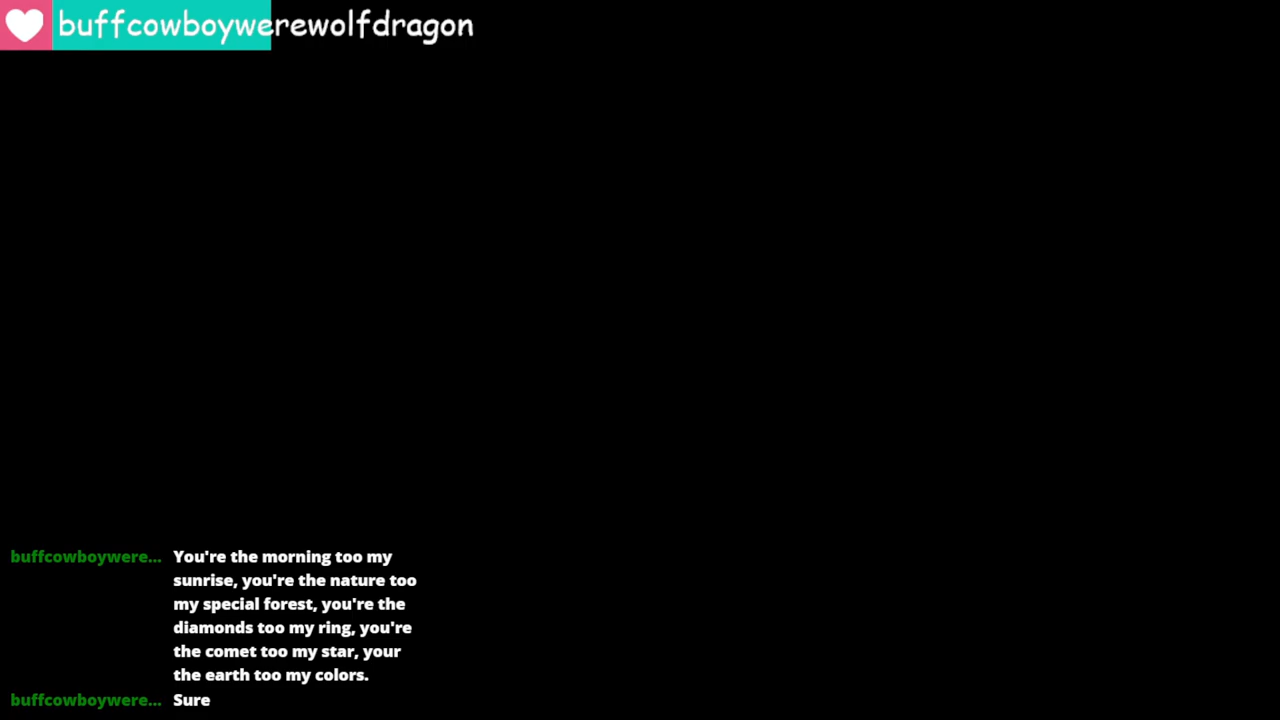 buffcowboywerewolfdragon
buffcowboywere... You're the morning too my
sunrise, you're the nature too
my special forest, you're the
diamonds too my ring, you're
the comet too my star, your
the earth too my colors.
buffcowboywere... Sure